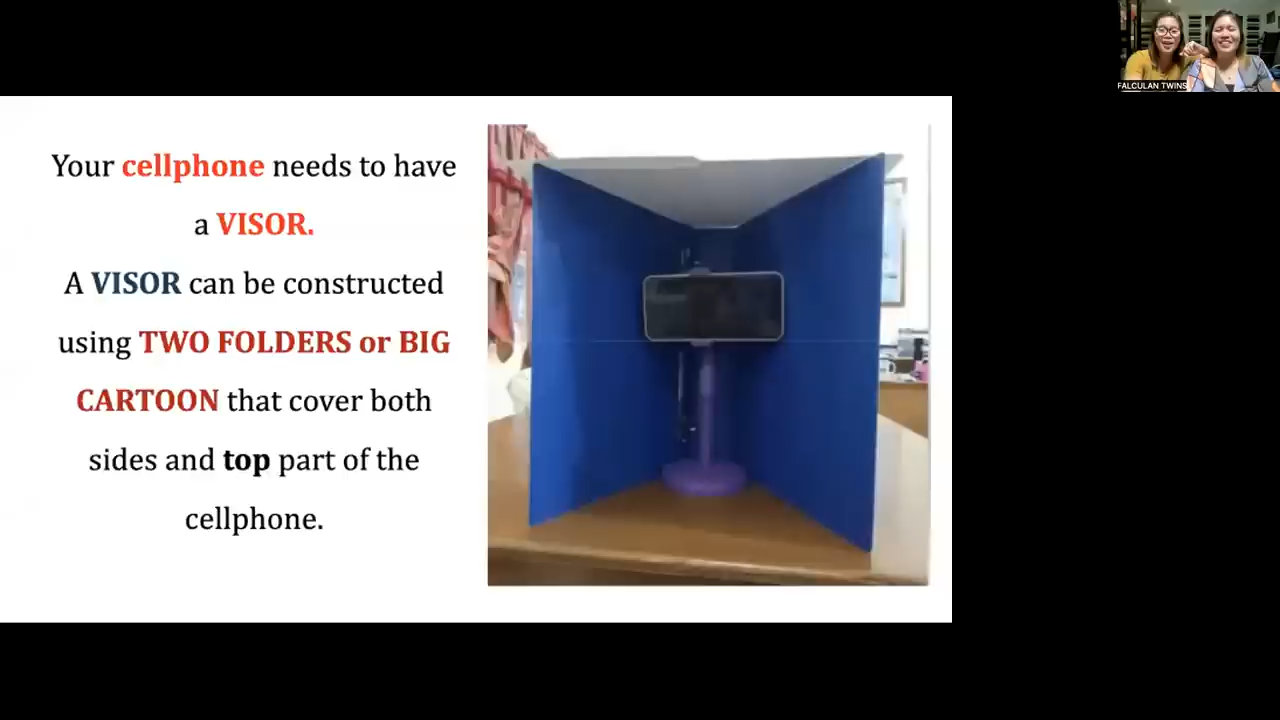 Your cellphone needs to have
a VISOR.
A VISOR can be constructed
using TWO FOLDERS or BIG
CARTOON that cover both
sides and top part of the
cellphone.
FALCULAN TWINS